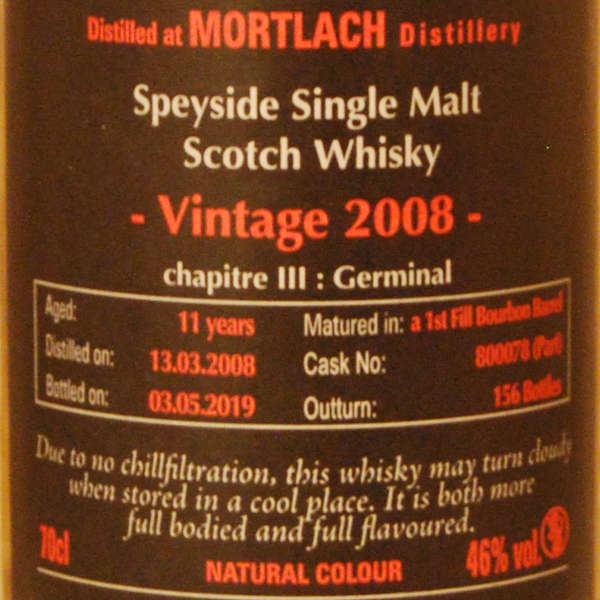 Distilled at MORTLACH Distillery
Speyside Single Malt
Scotch Whisky
- Vintage 2008 -
chapitre III : Germinal
Aged: 11 years
Distilled on: 13.03.2008
Bottled on: 03.05.2019
Matured in: a 1st Fill Bourbon Barrel
Cask No: 800078 (Part)
Outturn: 156 Bottles
Due to no chillfiltration, this whisky may turn cloudy
when stored in a cool place. It is both more
full bodied and full flavoured.
70cl
46% vol.
NATURAL COLOUR